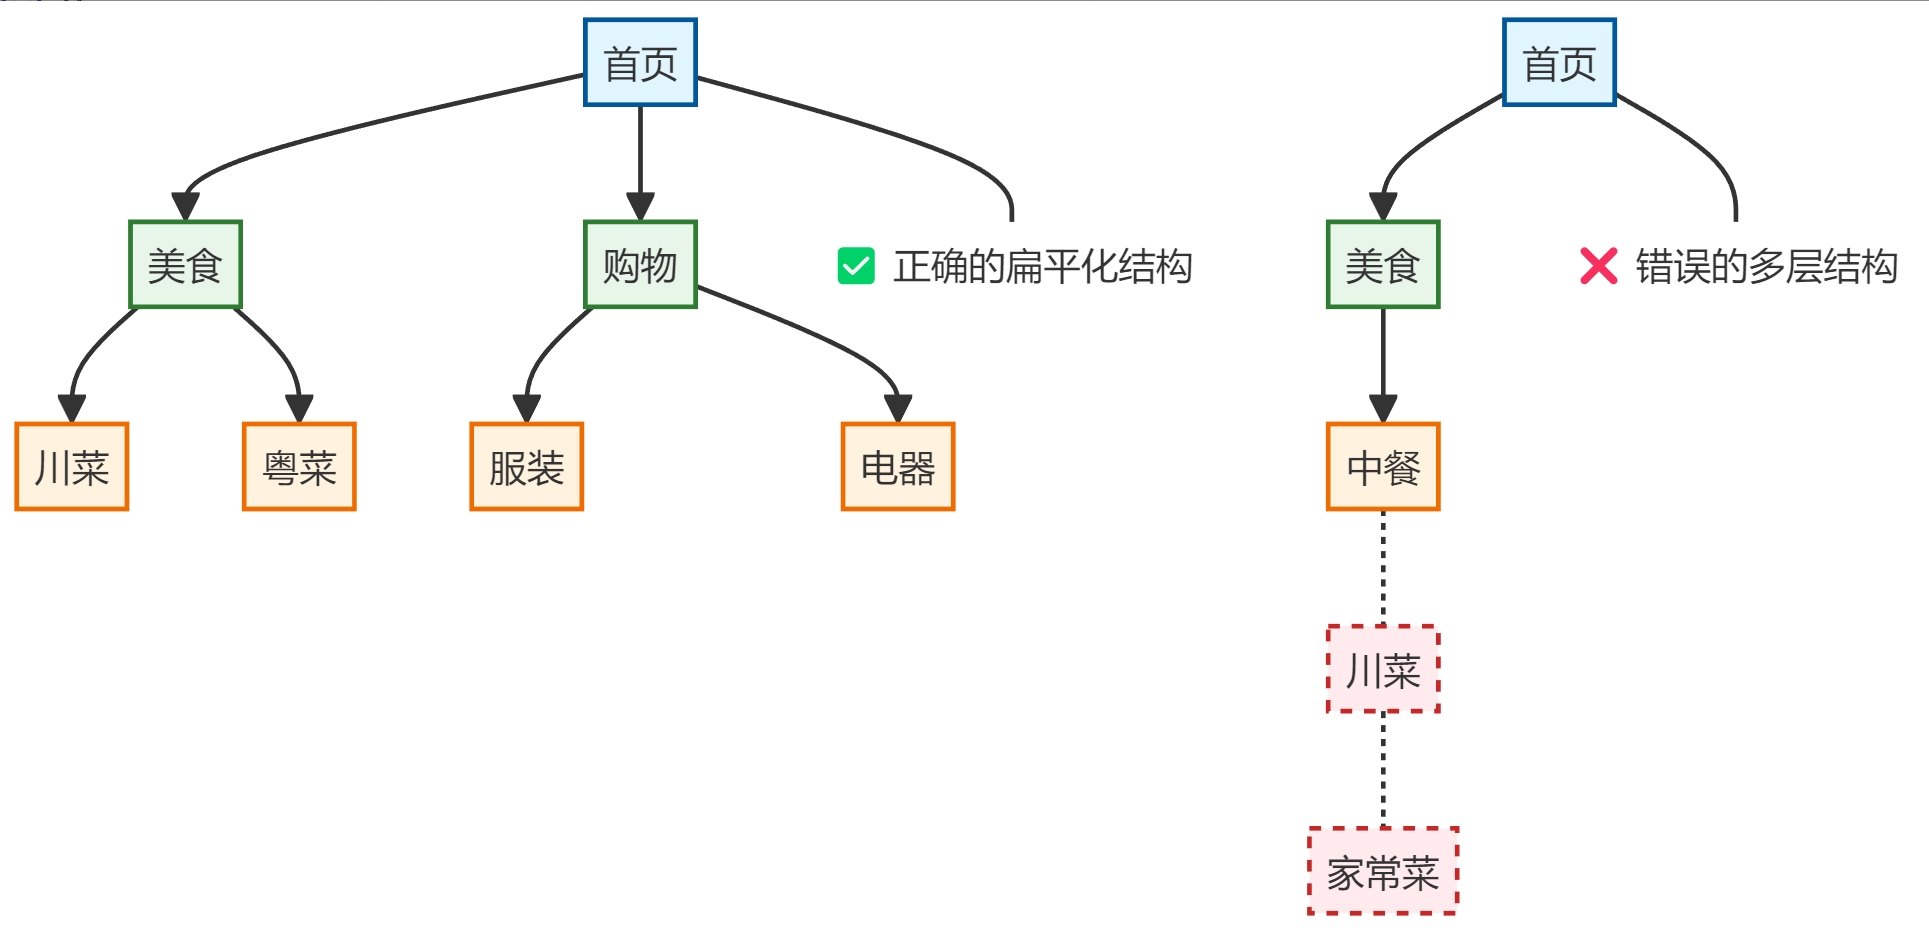 首页
首页
美食
购物
✅ 正确的扁平化结构
美食
❌ 错误的多层结构
川菜
粤菜
服装
电器
中餐
川菜
家常菜